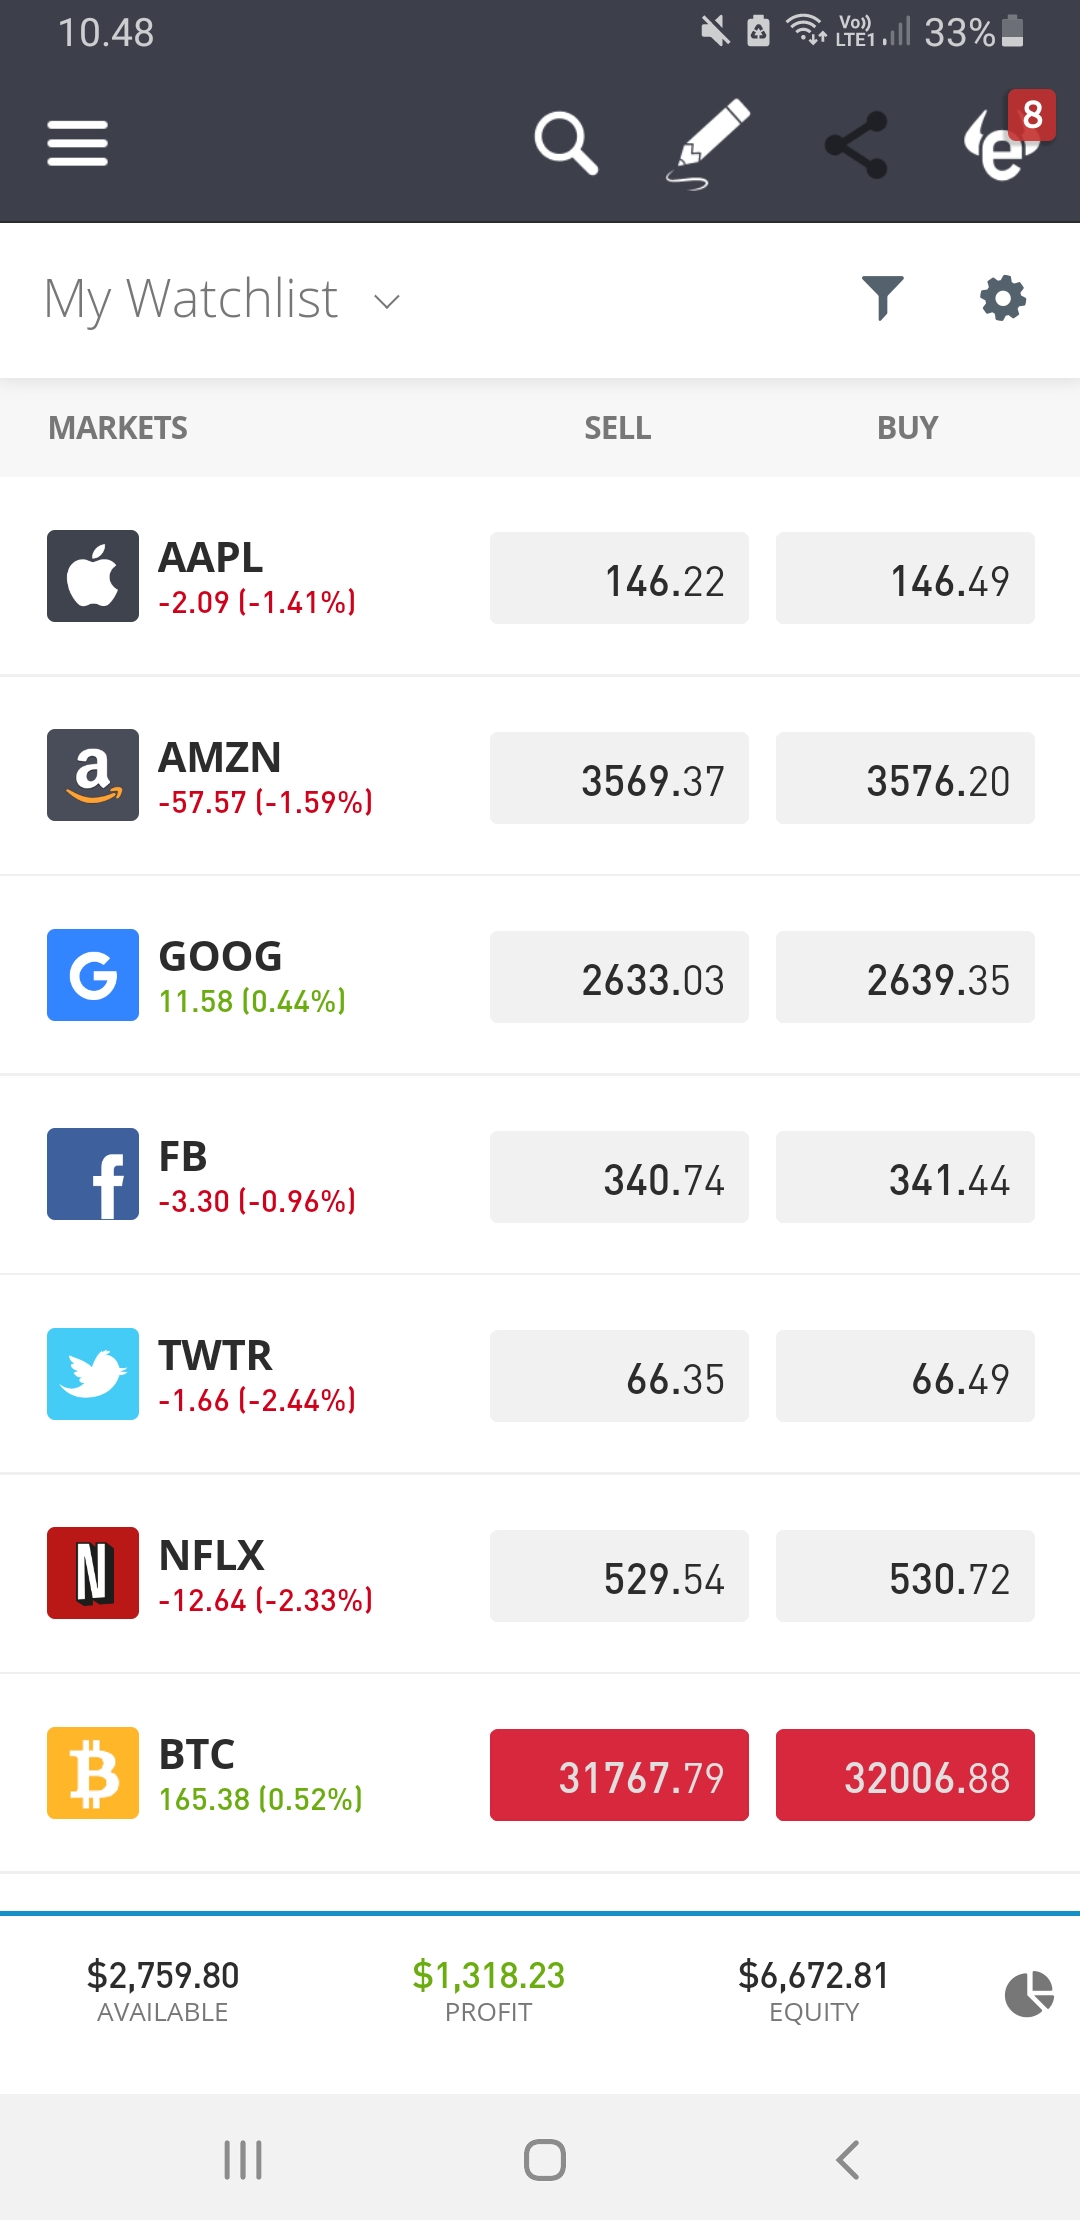 10.48
Vo)) LTE1 33%
8
My Watchlist
MARKETS SELL BUY
AAPL
-2.09 (-1.41%)
146.22 146.49
a
AMZN
-57.57 (-1.59%)
3569.37 3576.20
G
GOOG
11.58 (0.44%)
2633.03 2639.35
f
FB
-3.30 (-0.96%)
340.74 341.44
TWTR
-1.66 (-2.44%)
66.35 66.49
N
NFLX
-12.64 (-2.33%)
529.54 530.72
BTC
165.38 (0.52%)
31767.79 32006.88
$2,759.80 $1,318.23 $6,672.81
AVAILABLE PROFIT EQUITY